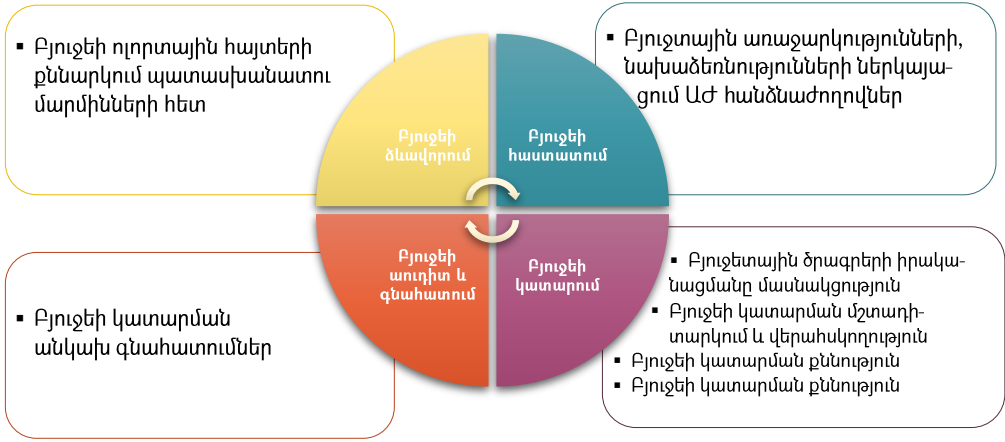 ▪ Բյուջեի ոլորտային հայտերի
քննարկում պատասխանատու
մարմինների հետ
▪ Բյուջտային առաջարկությունների,
նախաձեռնությունների ներկայա-
ցում ԱԺ հանձնաժողովներ
Բյուջեի
ձևավորում
Բյուջեի
հաստատում
Բյուջեի
աուդիտ և
գնահատում
Բյուջեի
կատարում
▪ Բյուջեի կատարման
անկախ գնահատումներ
▪ Բյուջետային ծրագրերի իրակա-
նացմանը մասնակցություն
▪ Բյուջեի կատարման մշտադի-
տարկում և վերահսկողություն
▪ Բյուջեի կատարման քննություն
▪ Բյուջեի կատարման քննություն